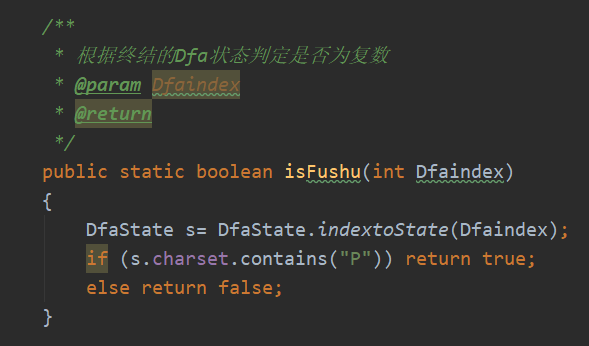 /**
 * 根据终结的Dfa状态判定是否为复数
 * @param Dfaindex
 * @return
 */
public static boolean isFushu(int Dfaindex)
{
    DfaState s= DfaState.indextoState(Dfaindex);
    if (s.charset.contains("P")) return true;
    else return false;
}